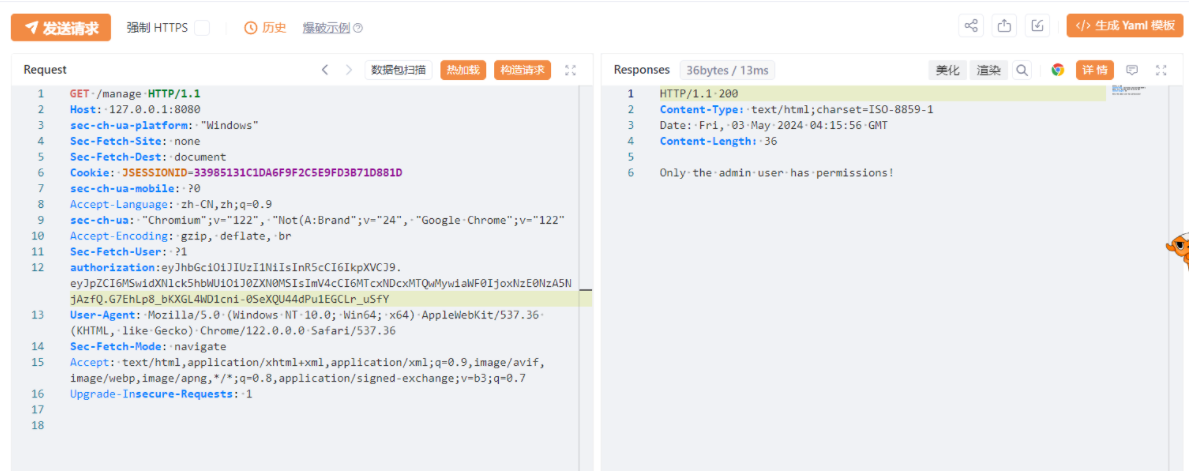 发送请求 强制 HTTPS 历史 爆破示例 生成 Yaml 模板
Request 数据包扫描 热加载 构造请求
1 GET /manage HTTP/1.1
2 Host: 127.0.0.1:8080
3 sec-ch-ua-platform: "Windows"
4 Sec-Fetch-Site: none
5 Sec-Fetch-Dest: document
6 Cookie: JSESSIONID=33985131C1DA6F9F2C5E9FD3B71D881D
7 sec-ch-ua-mobile: ?0
8 Accept-Language: zh-CN,zh;q=0.9
9 sec-ch-ua: "Chromium";v="122", "Not(A:Brand";v="24", "Google Chrome";v="122"
10 Accept-Encoding: gzip, deflate, br
11 Sec-Fetch-User: ?1
12 authorization:eyJhbGciOiJIUzI1NiIsInR5cCI6IkpXVCJ9.
eyJpZCI6MSwidXNlck5hbWUiOiJ0ZXN0MSIsImV4cCI6MTcxNDcxMTQwMywiaWF0IjoxNzE0NzA5N
jAzfQ.G7EhLp8_bKXGL4WD1cni-0SeXQU44dPu1EGCLr_uSfY
13 User-Agent: Mozilla/5.0 (Windows NT 10.0; Win64; x64) AppleWebKit/537.36
(KHTML, like Gecko) Chrome/122.0.0.0 Safari/537.36
14 Sec-Fetch-Mode: navigate
15 Accept: text/html,application/xhtml+xml,application/xml;q=0.9,image/avif,
image/webp,image/apng,*/*;q=0.8,application/signed-exchange;v=b3;q=0.7
16 Upgrade-Insecure-Requests: 1
17
18
Responses 36bytes / 13ms 美化 渲染 详情
1 HTTP/1.1 200
2 Content-Type: text/html;charset=ISO-8859-1
3 Date: Fri, 03 May 2024 04:15:56 GMT
4 Content-Length: 36
5
6 Only the admin user has permissions!